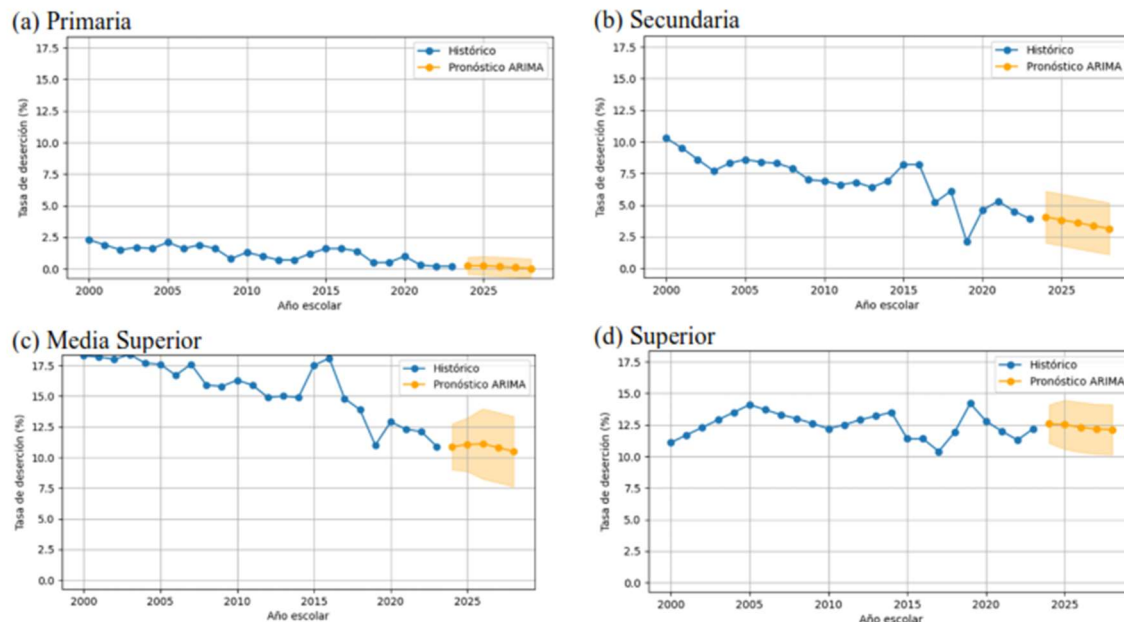 (a) Primaria
17.5
15.0
12.5
10.0
7.5
5.0
2.5
0.0
Tasa de deserción (%)
Histórico
Pronóstico ARIMA
2000 2005 2010 2015 2020 2025
Año escolar
(b) Secundaria
17.5
15.0
12.5
10.0
7.5
5.0
2.5
0.0
Tasa de deserción (%)
Histórico
Pronóstico ARIMA
2000 2005 2010 2015 2020 2025
Año escolar
(c) Media Superior
17.5
15.0
12.5
10.0
7.5
5.0
2.5
0.0
Tasa de deserción (%)
Histórico
Pronóstico ARIMA
2000 2005 2010 2015 2020 2025
Año escolar
(d) Superior
17.5
15.0
12.5
10.0
7.5
5.0
2.5
0.0
Tasa de deserción (%)
Histórico
Pronóstico ARIMA
2000 2005 2010 2015 2020 2025
Año escolar